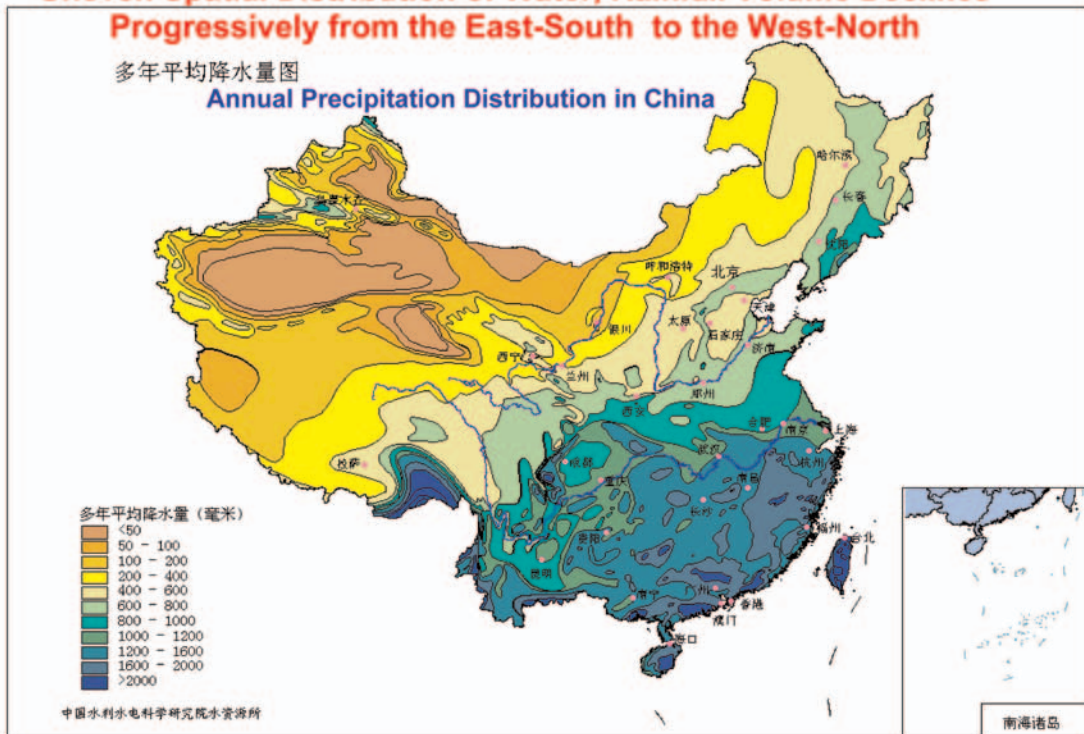 Progressively from the East-South to the West-North
多年平均降水量图
Annual Precipitation Distribution in China
哈尔滨
长春
沈阳
呼和浩特
北京
天津
银川
太原
石家庄
济南
西宁
兰州
郑州
西安
合肥
南京
上海
拉萨
成都
武汉
杭州
重庆
南昌
长沙
贵阳
福州
台北
昆明
南宁
广州
香港
澳门
海口
多年平均降水量 (毫米)
<50
50 - 100
100 - 200
200 - 400
400 - 600
600 - 800
800 - 1000
1000 - 1200
1200 - 1600
1600 - 2000
>2000
中国水利水电科学研究院水资源所
南海诸岛